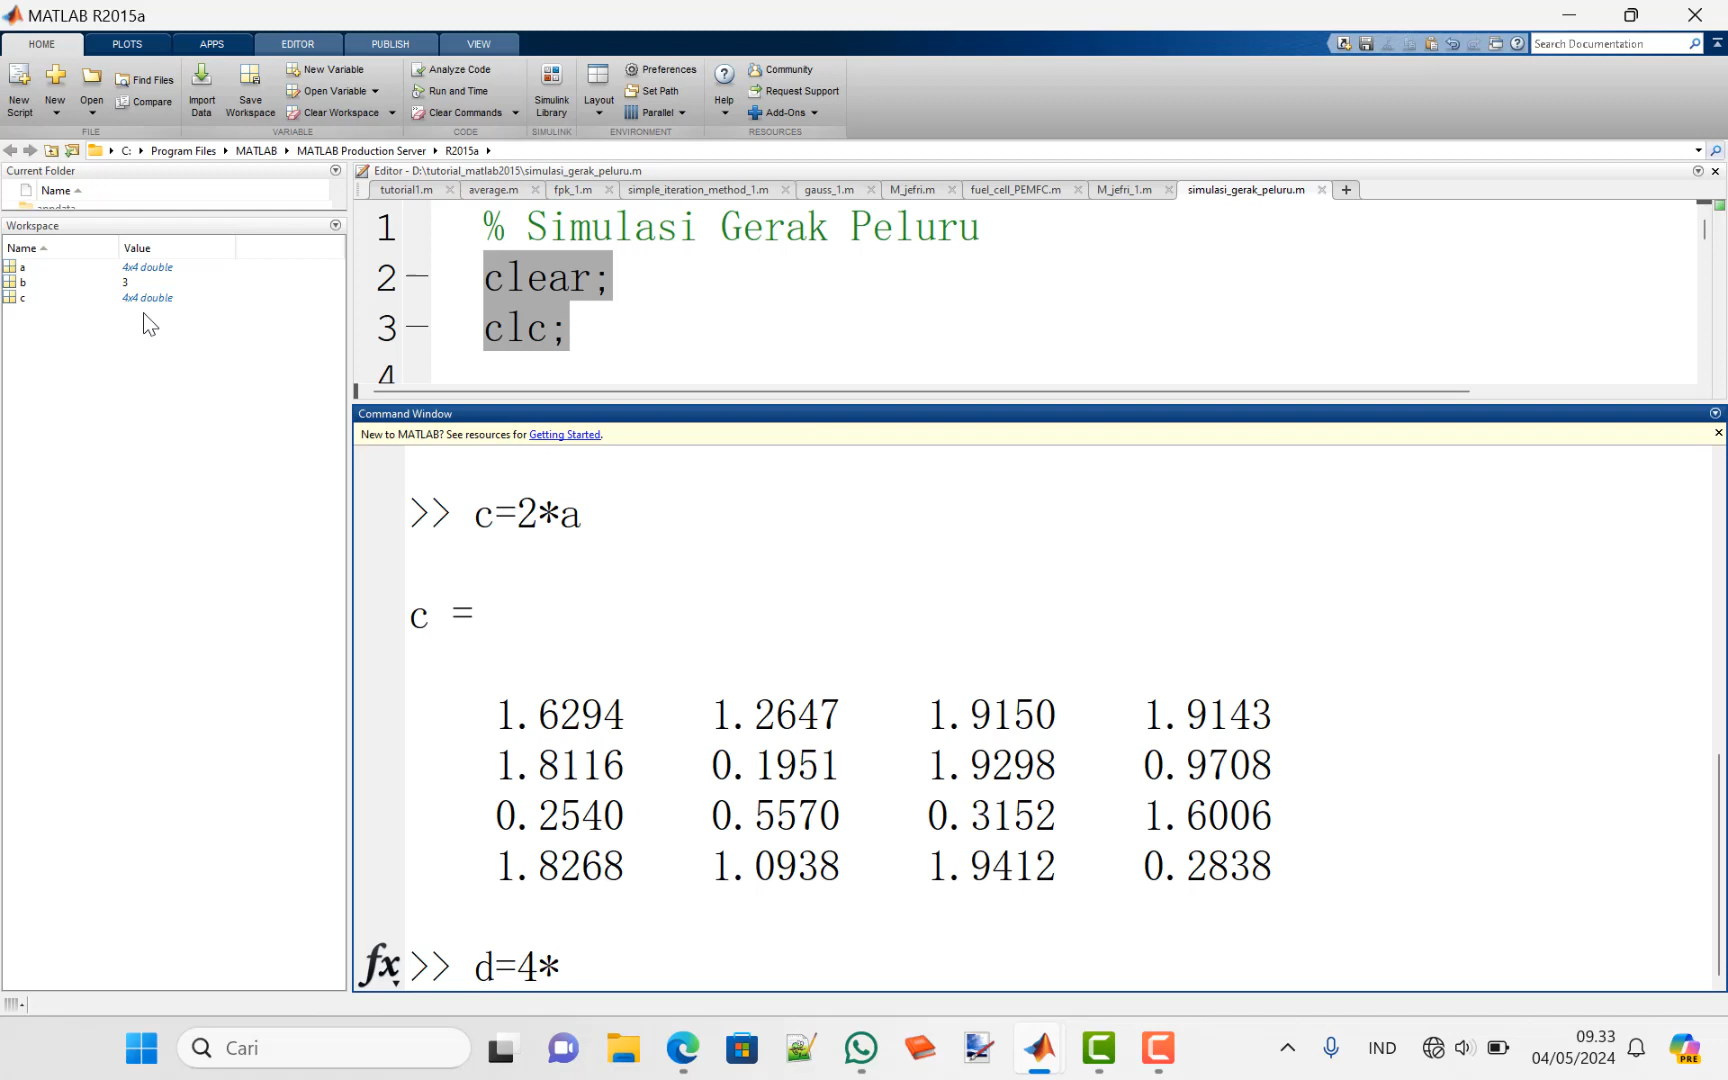 MATLAB R2015a
HOME PLOTS APPS EDITOR PUBLISH VIEW
Search Documentation
New Script
New
Open
Find Files
Compare
FILE
Import Data
Save Workspace
New Variable
Open Variable
Clear Workspace
VARIABLE
Analyze Code
Run and Time
Clear Commands
CODE
Simulink Library
SIMULINK
Layout
Preferences
Set Path
Parallel
ENVIRONMENT
Help
Community
Request Support
Add-Ons
RESOURCES
C: Program Files MATLAB MATLAB Production Server R2015a
Current Folder
Name
appdata
Workspace
Name Value
a 4x4 double
b 3
c 4x4 double
Editor - D:\tutorial_matlab2015\simulasi_gerak_peluru.m
tutorial1.m average.m fpk_1.m simple_iteration_method_1.m gauss_1.m M_jefri.m fuel_cell_PEMFC.m M_jefri_1.m simulasi_gerak_peluru.m
1 % Simulasi Gerak Peluru
2 clear;
3 clc;
4
Command Window
New to MATLAB? See resources for Getting Started.
>> c=2*a
c =
1.6294 1.2647 1.9150 1.9143
1.8116 0.1951 1.9298 0.9708
0.2540 0.5570 0.3152 1.6006
1.8268 1.0938 1.9412 0.2838
fx >> d=4*
Cari
IND
09.33
04/05/2024
PRE